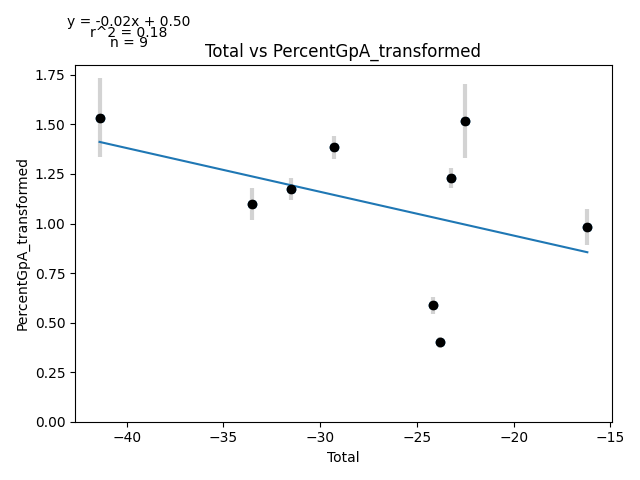 y = -0.02x + 0.50
r^2 = 0.18
n = 9
Total vs PercentGpA_transformed
PercentGpA_transformed
1.75
1.50
1.25
1.00
0.75
0.50
0.25
0.00
−40 −35 −30 −25 −20 −15
Total